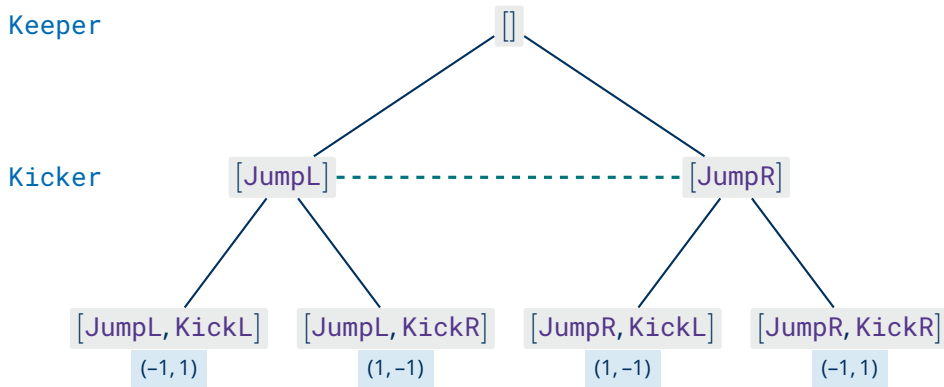 Keeper []
Kicker [JumpL] [JumpR]
[JumpL, KickL] [JumpL, KickR] [JumpR, KickL] [JumpR, KickR]
(–1, 1) (1, –1) (1, –1) (–1, 1)